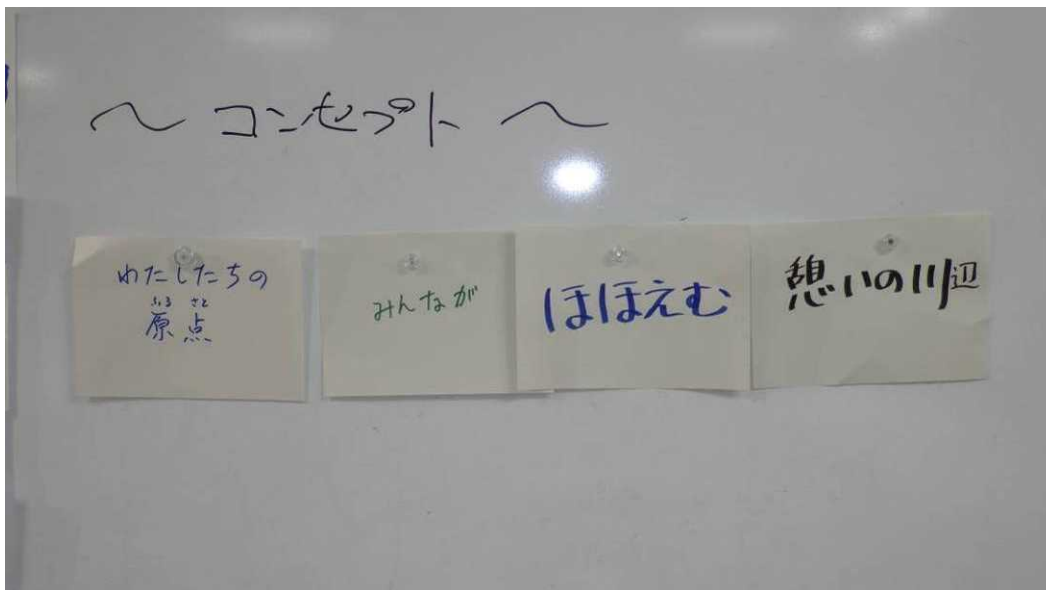 ～ コンセプト ～
わたしたちの
ふる さと
原点
みんなが
ほほえむ
憩いの川辺